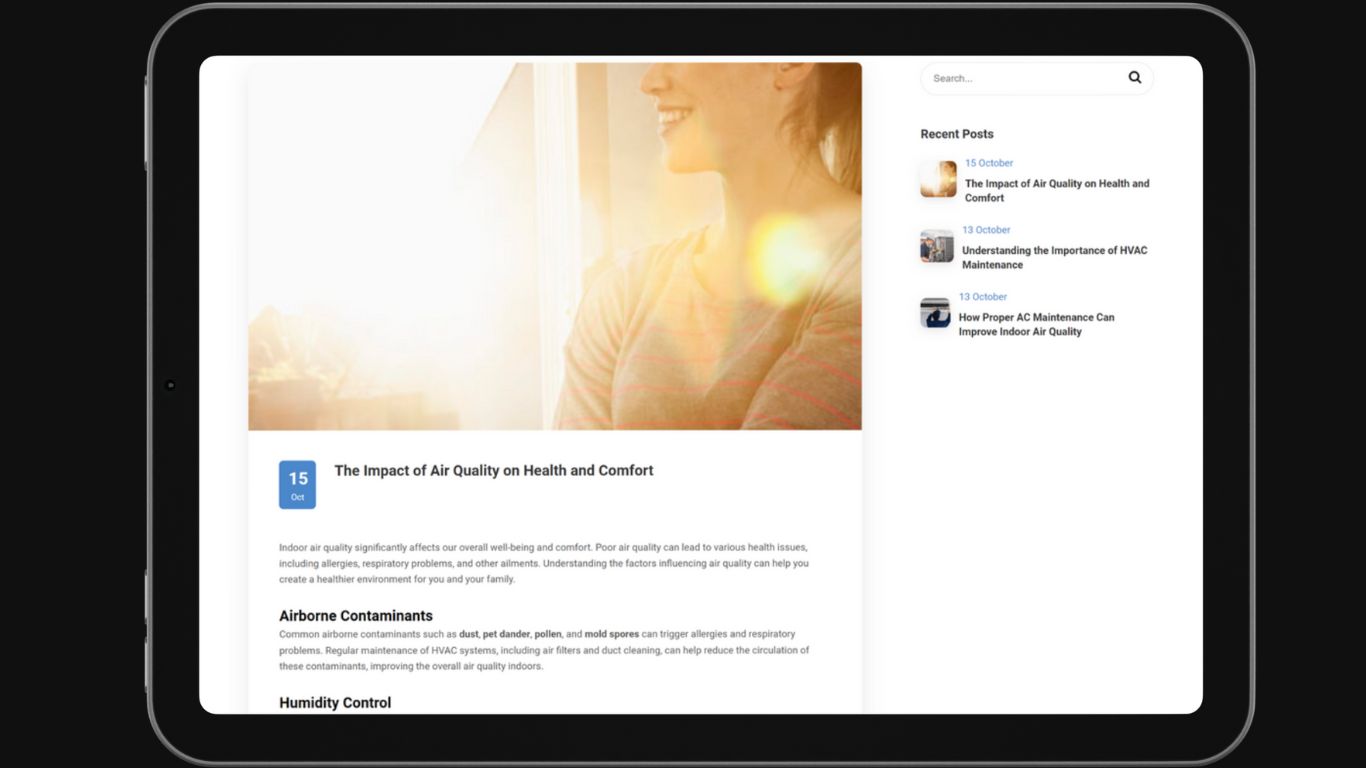 Search...
Recent Posts
15 October
The Impact of Air Quality on Health and
Comfort
13 October
Understanding the Importance of HVAC
Maintenance
13 October
How Proper AC Maintenance Can
Improve Indoor Air Quality
15
Oct
The Impact of Air Quality on Health and Comfort
Indoor air quality significantly affects our overall well-being and comfort. Poor air quality can lead to various health issues,
including allergies, respiratory problems, and other ailments. Understanding the factors influencing air quality can help you
create a healthier environment for you and your family.
Airborne Contaminants
Common airborne contaminants such as dust, pet dander, pollen, and mold spores can trigger allergies and respiratory
problems. Regular maintenance of HVAC systems, including air filters and duct cleaning, can help reduce the circulation of
these contaminants, improving the overall air quality indoors.
Humidity Control